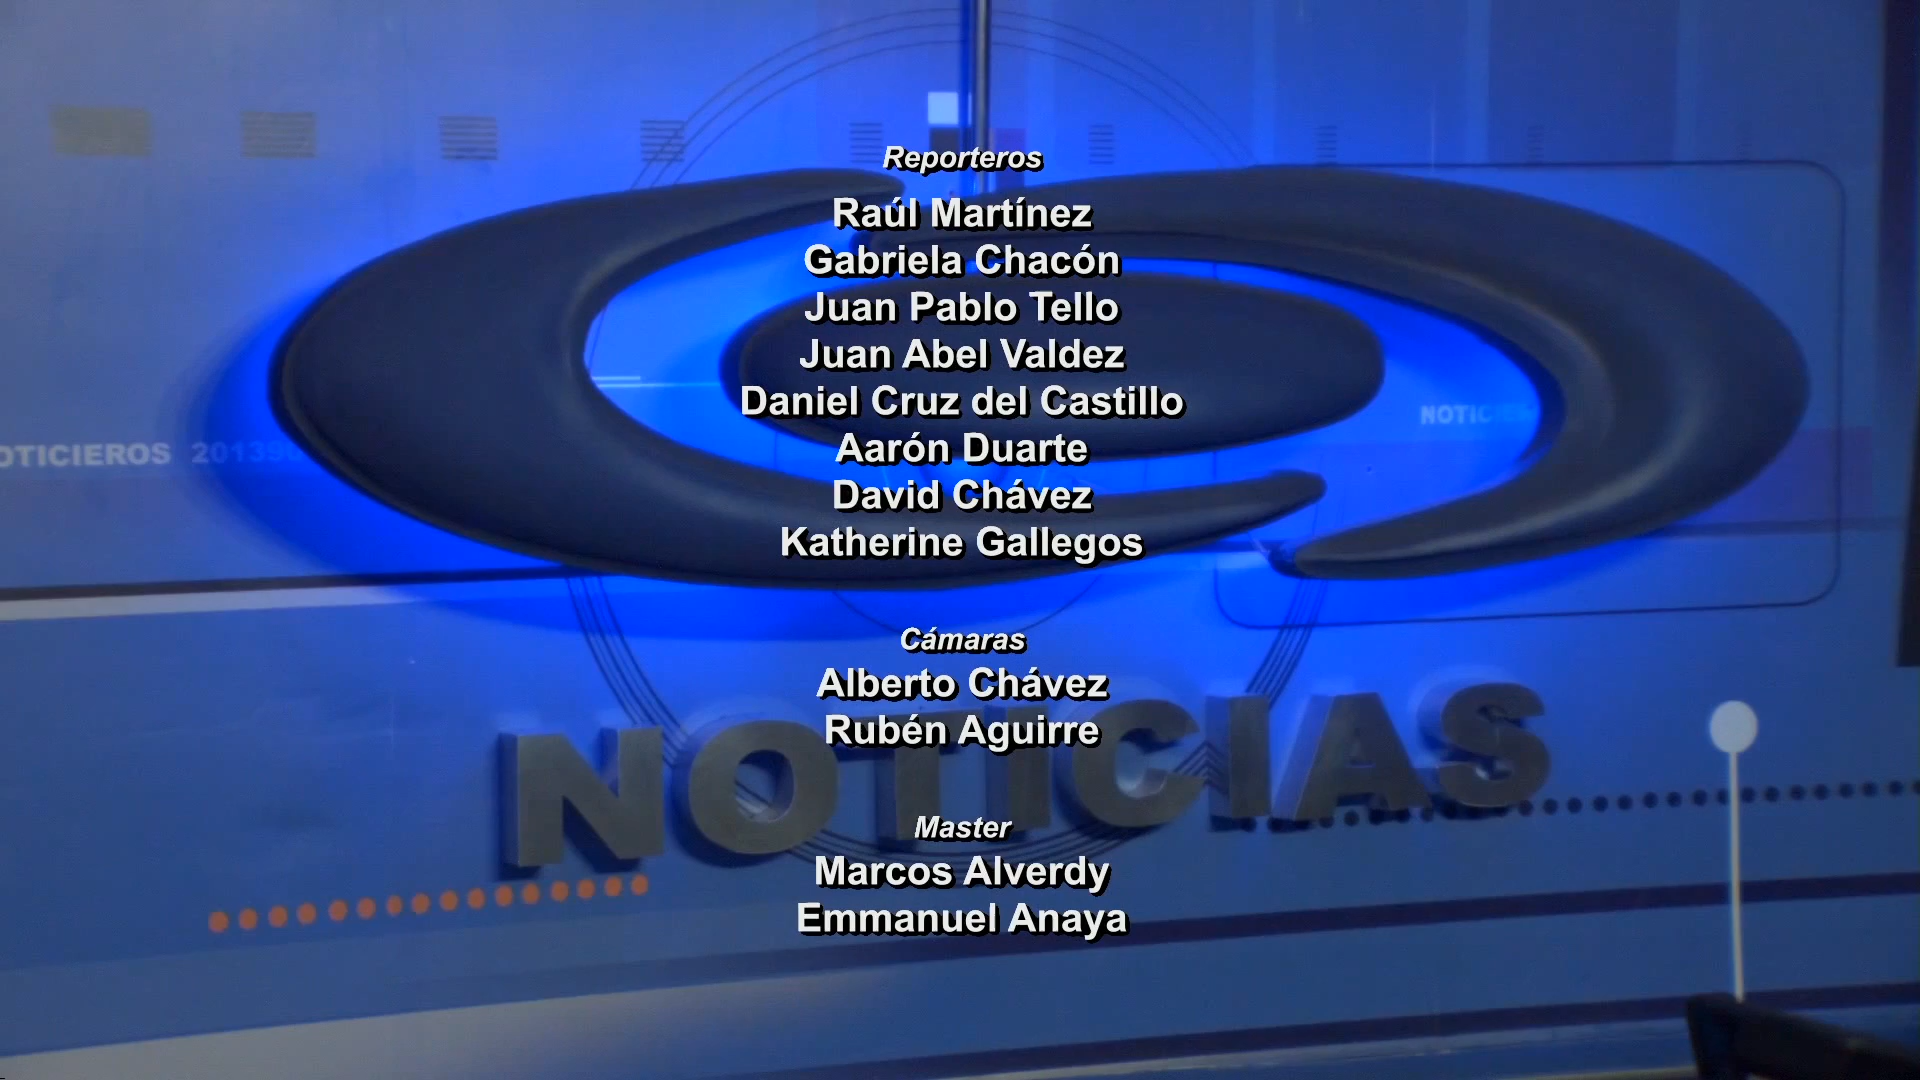 Reporteros
Raúl Martínez
Gabriela Chacón
Juan Pablo Tello
Juan Abel Valdez
Daniel Cruz del Castillo
Aarón Duarte
David Chávez
Katherine Gallegos
NOTICIEROS
Cámaras
Alberto Chávez
Rubén Aguirre
NOTICIAS
Master
Marcos Alverdy
Emmanuel Anaya